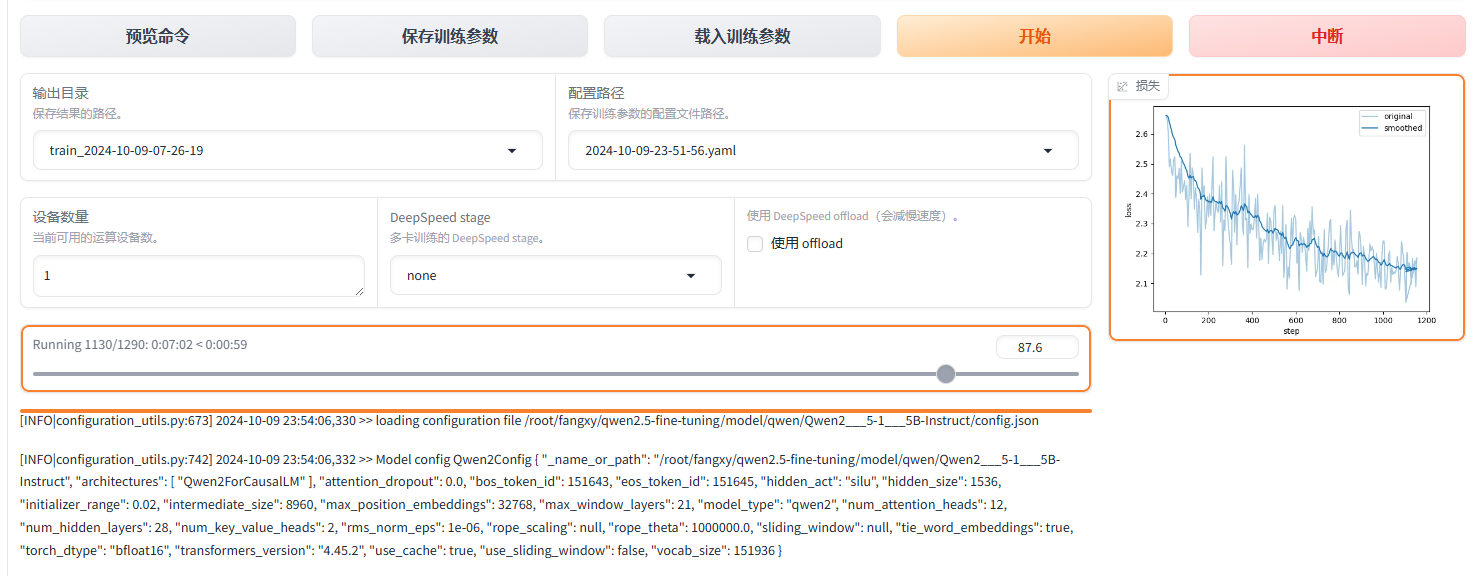 预览命令
保存训练参数
载入训练参数
开始
中断
输出目录
保存结果的路径。
train_2024-10-09-07-26-19
配置路径
保存训练参数的配置文件路径。
2024-10-09-23-51-56.yaml
设备数量
当前可用的运算设备数。
1
DeepSpeed stage
多卡训练的 DeepSpeed stage。
none
使用 DeepSpeed offload（会减慢速度）。
使用 offload
Running 1130/1290: 0:07:02 < 0:00:59
87.6
损失
original
smoothed
2.6
2.5
2.4
2.3
2.2
2.1
loss
0 200 400 600 800 1000 1200
step
[INFO|configuration_utils.py:673] 2024-10-09 23:54:06,330 >> loading configuration file /root/fangxy/qwen2.5-fine-tuning/model/qwen/Qwen2___5-1___5B-Instruct/config.json
[INFO|configuration_utils.py:742] 2024-10-09 23:54:06,332 >> Model config Qwen2Config { "_name_or_path": "/root/fangxy/qwen2.5-fine-tuning/model/qwen/Qwen2___5-1___5B-
Instruct", "architectures": [ "Qwen2ForCausalLM" ], "attention_dropout": 0.0, "bos_token_id": 151643, "eos_token_id": 151645, "hidden_act": "silu", "hidden_size": 1536,
"initializer_range": 0.02, "intermediate_size": 8960, "max_position_embeddings": 32768, "max_window_layers": 21, "model_type": "qwen2", "num_attention_heads": 12,
"num_hidden_layers": 28, "num_key_value_heads": 2, "rms_norm_eps": 1e-06, "rope_scaling": null, "rope_theta": 1000000.0, "sliding_window": null, "tie_word_embeddings": true,
"torch_dtype": "bfloat16", "transformers_version": "4.45.2", "use_cache": true, "use_sliding_window": false, "vocab_size": 151936 }